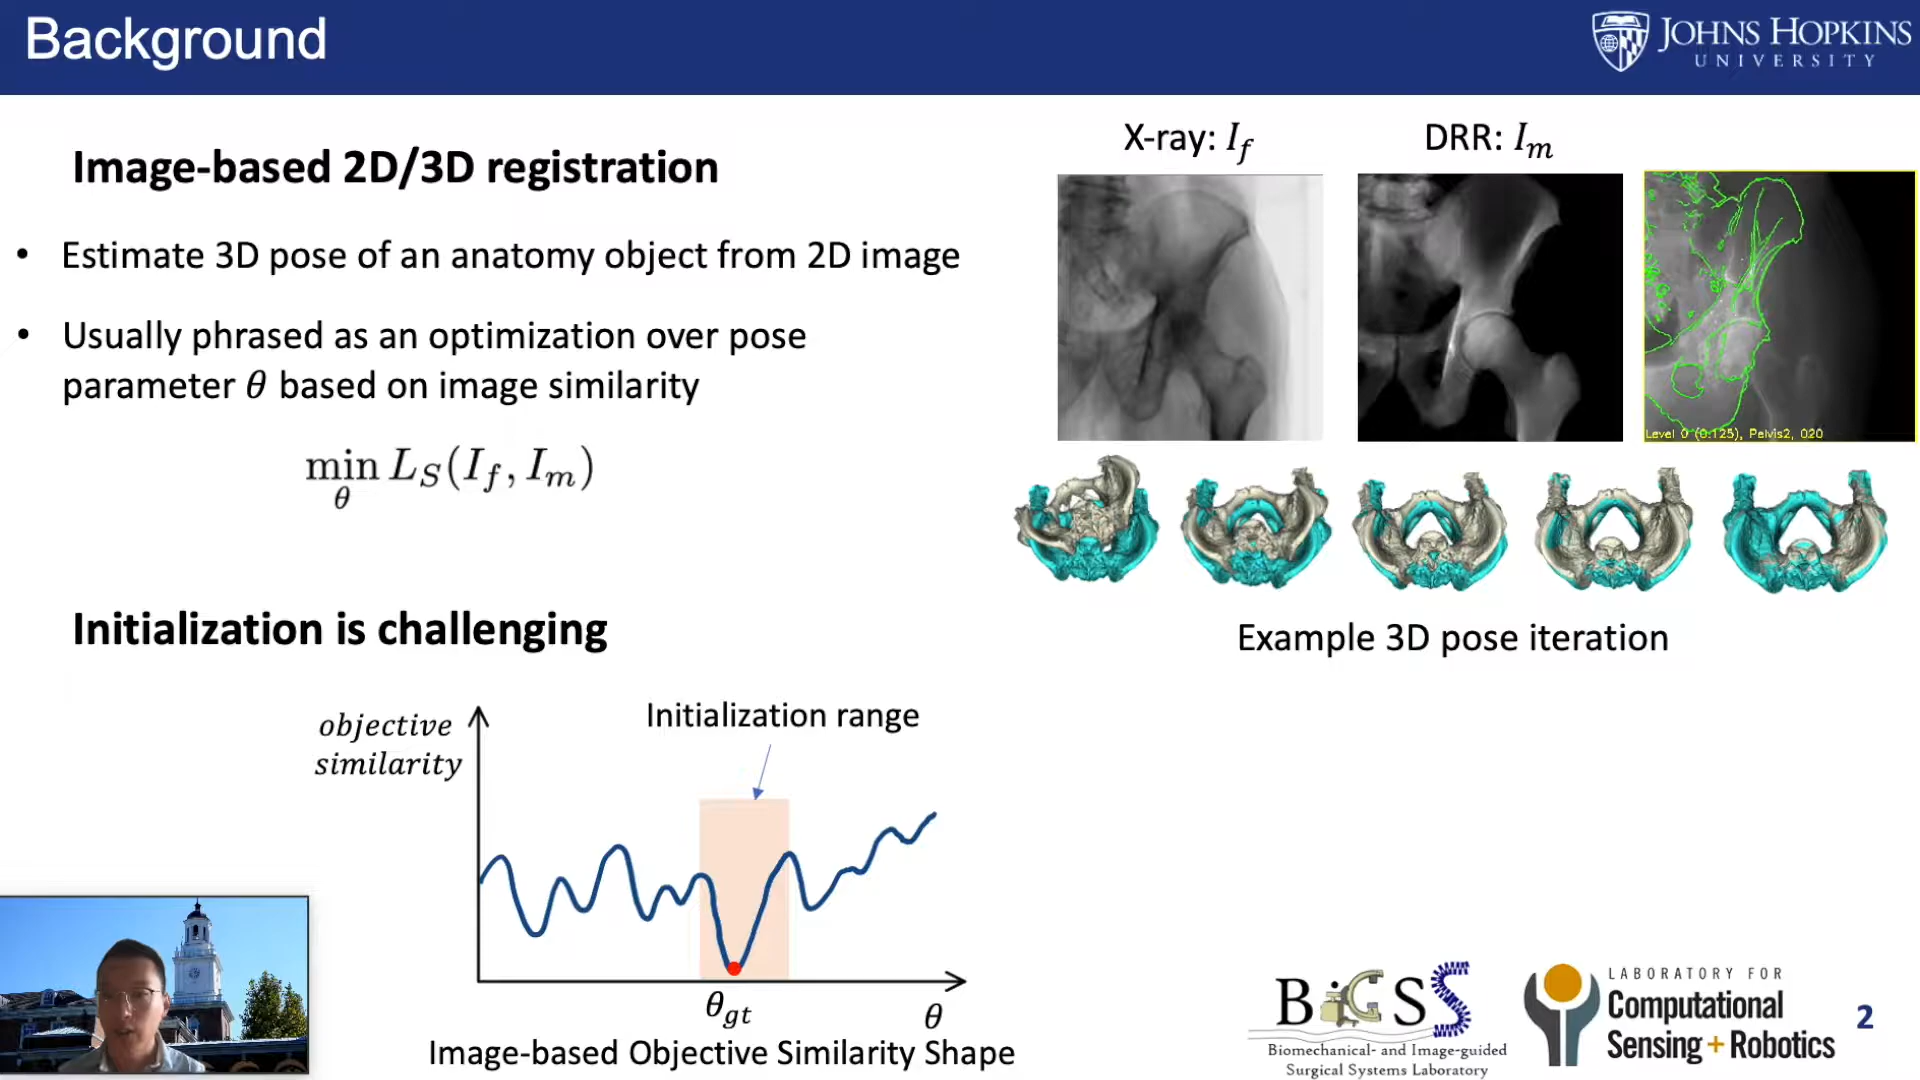 Background
JOHNS HOPKINS
UNIVERSITY
Image-based 2D/3D registration
• Estimate 3D pose of an anatomy object from 2D image
• Usually phrased as an optimization over pose
parameter θ based on image similarity
min L_S(I_f, I_m)
θ
X-ray: I_f
DRR: I_m
Level 0 (0.125), Pelvis2, 020
Example 3D pose iteration
Initialization is challenging
objective
similarity
Initialization range
θ_gt
θ
Image-based Objective Similarity Shape
BiGSS
Biomechanical- and Image-guided
Surgical Systems Laboratory
LABORATORY FOR
Computational
Sensing + Robotics
2